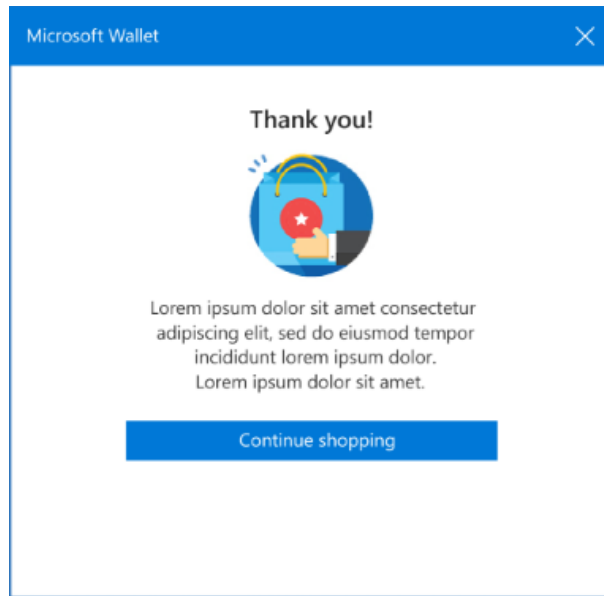 Microsoft Wallet
Thank you!
Lorem ipsum dolor sit amet consectetur
adipiscing elit, sed do eiusmod tempor
incididunt lorem ipsum dolor.
Lorem ipsum dolor sit amet.
Continue shopping